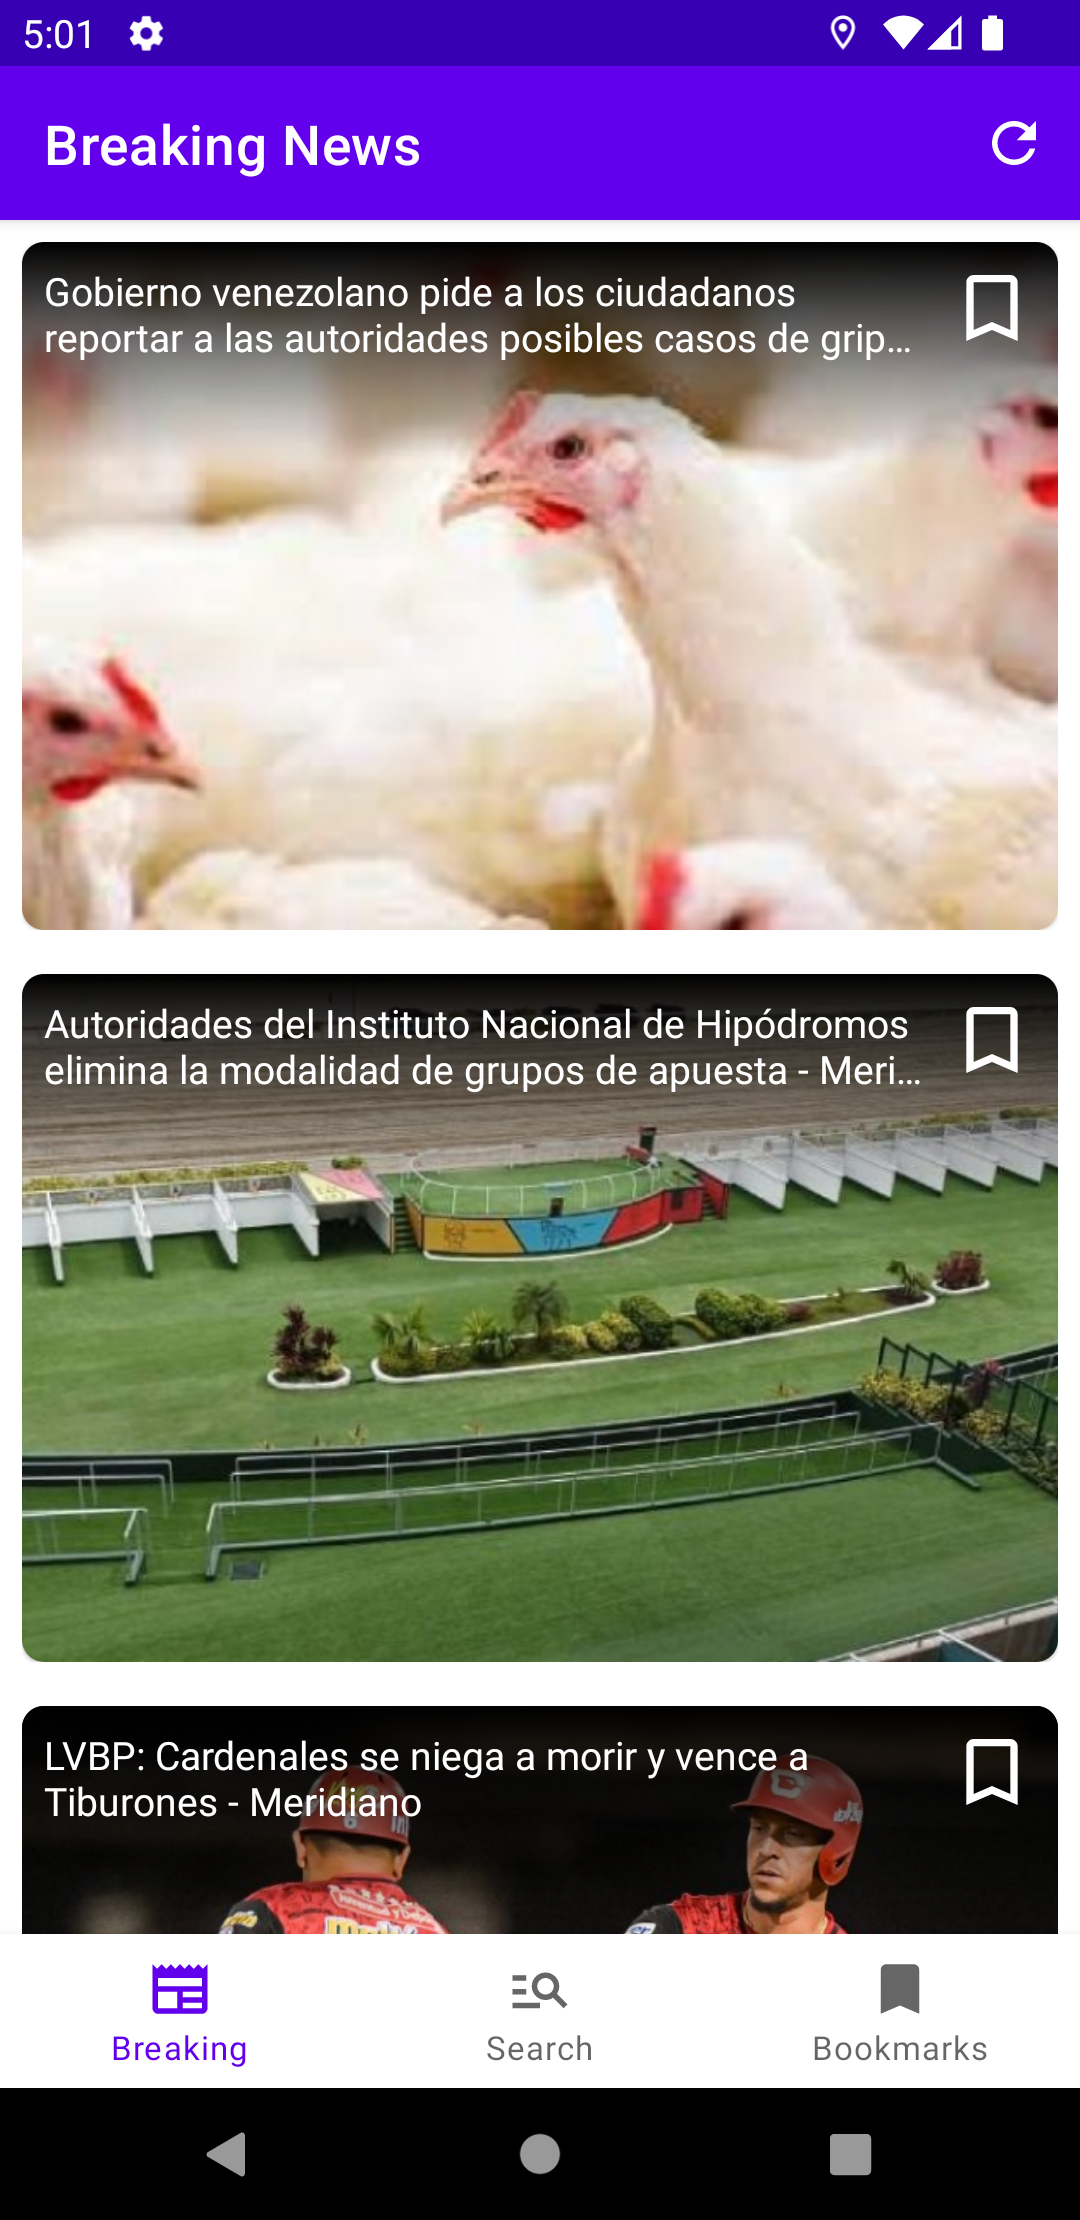 5:01
Breaking News
Gobierno venezolano pide a los ciudadanos
reportar a las autoridades posibles casos de grip...
Autoridades del Instituto Nacional de Hipódromos
elimina la modalidad de grupos de apuesta - Meri...
LVBP: Cardenales se niega a morir y vence a
Tiburones - Meridiano
Breaking
Search
Bookmarks